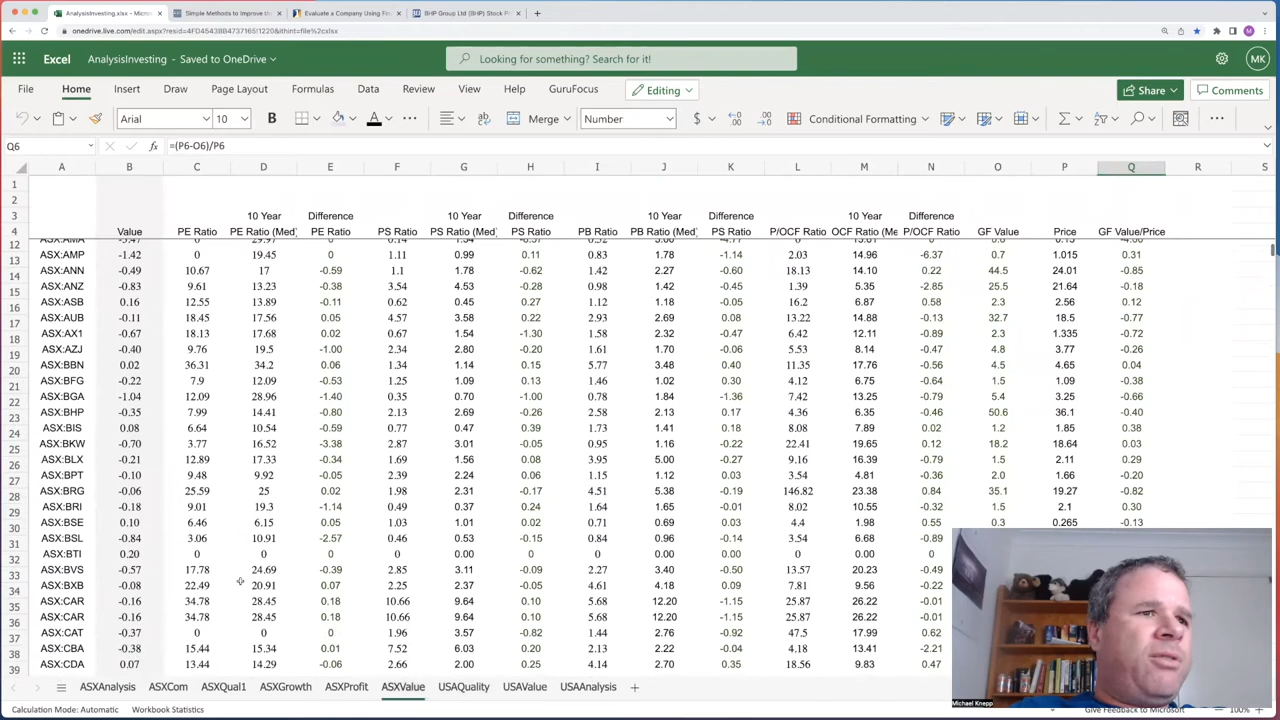 AnalysisInvesting.xlsx - Micros
Simple Methods to Improve the
Evaluate a Company Using Fin
BHP Group Ltd (BHP) Stock P
onedrive.live.com/edit.aspx?resid=4FD4543BB4737165!1220&ithint=file%2cxlsx
Excel AnalysisInvesting - Saved to OneDrive
Looking for something? Search for it!
MK
File Home Insert Draw Page Layout Formulas Data Review View Help GuruFocus Editing Share Comments
Arial 10 B A Merge Number $ Conditional Formatting
Q6 fx =(P6-O6)/P6
A B C D E F G H I J K L M N O P Q R S
1
2
3 10 Year Difference 10 Year Difference 10 Year Difference 10 Year Difference
4 Value PE Ratio PE Ratio (Med) PE Ratio PS Ratio PS Ratio (Med) PS Ratio PB Ratio PB Ratio (Med) PS Ratio P/OCF Ratio OCF Ratio (Me P/OCF Ratio GF Value Price GF Value/Price
12 ASX:AMA
13 ASX:AMP -1.42 0 19.45 0 1.11 0.99 0.11 0.83 1.78 -1.14 2.03 14.96 -6.37 0.7 1.015 0.31
14 ASX:ANN -0.49 10.67 17 -0.59 1.1 1.78 -0.62 1.42 2.27 -0.60 18.13 14.10 0.22 44.5 24.01 -0.85
15 ASX:ANZ -0.83 9.61 13.23 -0.38 3.54 4.53 -0.28 0.98 1.42 -0.45 1.39 5.35 -2.85 25.5 21.64 -0.18
16 ASX:ASB 0.16 12.55 13.89 -0.11 0.62 0.45 0.27 1.12 1.18 -0.05 16.2 6.87 0.58 2.3 2.56 0.12
17 ASX:AUB -0.11 18.45 17.56 0.05 4.57 3.58 0.22 2.93 2.69 0.08 13.22 14.88 -0.13 32.7 18.5 -0.77
18 ASX:AX1 -0.67 18.13 17.68 0.02 0.67 1.54 -1.30 1.58 2.32 -0.47 6.42 12.11 -0.89 2.3 1.335 -0.72
19 ASX:AZJ -0.40 9.76 19.5 -1.00 2.34 2.80 -0.20 1.61 1.70 -0.06 5.53 8.14 -0.47 4.8 3.77 -0.26
20 ASX:BBN 0.02 36.31 34.2 0.06 1.34 1.14 0.15 5.77 3.48 0.40 11.35 17.76 -0.56 4.5 4.65 0.04
21 ASX:BFG -0.22 7.9 12.09 -0.53 1.25 1.09 0.13 1.46 1.02 0.30 4.12 6.75 -0.64 1.5 1.09 -0.38
22 ASX:BGA -1.04 12.09 28.96 -1.40 0.35 0.70 -1.00 0.78 1.84 -1.36 7.42 13.25 -0.79 5.4 3.25 -0.66
23 ASX:BHP -0.35 7.99 14.41 -0.80 2.13 2.69 -0.26 2.58 2.13 0.17 4.36 6.35 -0.46 50.6 36.1 -0.40
24 ASX:BIS 0.08 6.64 10.54 -0.59 0.77 0.47 0.39 1.73 1.41 0.18 8.08 7.89 0.02 1.2 1.85 0.38
25 ASX:BKW -0.70 3.77 16.52 -3.38 2.87 3.01 -0.05 0.95 1.16 -0.22 22.41 19.65 0.12 18.2 18.64 0.03
26 ASX:BLX -0.21 12.89 17.33 -0.34 1.69 1.56 0.08 3.95 5.00 -0.27 9.16 16.39 -0.79 1.5 2.11 0.29
27 ASX:BPT -0.10 9.48 9.92 -0.05 2.39 2.24 0.06 1.15 1.12 0.03 3.54 4.81 -0.36 2.0 1.66 -0.20
28 ASX:BRG -0.06 25.59 25 0.02 1.98 2.31 -0.17 4.51 5.38 -0.19 146.82 23.38 0.84 35.1 19.27 -0.82
29 ASX:BRI -0.18 9.01 19.3 -1.14 0.49 0.37 0.24 1.64 1.65 -0.01 8.02 10.55 -0.32 1.5 2.1 0.30
30 ASX:BSE 0.10 6.46 6.15 0.05 1.03 1.01 0.02 0.71 0.69 0.03 4.4 1.98 0.55 0.3 0.265 -0.13
31 ASX:BSL -0.84 3.06 10.91 -2.57 0.46 0.53 -0.15 0.84 0.96 -0.14 3.54 6.68 -0.89
32 ASX:BTI 0.20 0 0 0 0 0.00 0 0 0.00 0 0 0.00 0
33 ASX:BVS -0.57 17.78 24.69 -0.39 2.85 3.11 -0.09 2.27 3.40 -0.50 13.57 20.23 -0.49
34 ASX:BXB -0.08 22.49 20.91 0.07 2.25 2.37 -0.05 4.61 4.18 0.09 7.81 9.56 -0.22
35 ASX:CAR -0.16 34.78 28.45 0.18 10.66 9.64 0.10 5.68 12.20 -1.15 25.87 26.22 -0.01
36 ASX:CAR -0.16 34.78 28.45 0.18 10.66 9.64 0.10 5.68 12.20 -1.15 25.87 26.22 -0.01
37 ASX:CAT -0.37 0 0 0 1.96 3.57 -0.82 1.44 2.76 -0.92 47.5 17.99 0.62
38 ASX:CBA -0.38 15.44 15.34 0.01 7.52 6.03 0.20 2.13 2.22 -0.04 4.18 13.41 -2.21
39 ASX:CDA 0.07 13.44 14.29 -0.06 2.66 2.00 0.25 4.14 2.70 0.35 18.56 9.83 0.47
ASXAnalysis ASXCom ASXQual1 ASXGrowth ASXProfit ASXValue USAQuality USAValue USAAnalysis
Calculation Mode: Automatic Workbook Statistics
Michael Knepp
Give Feedback to Microsoft 100%